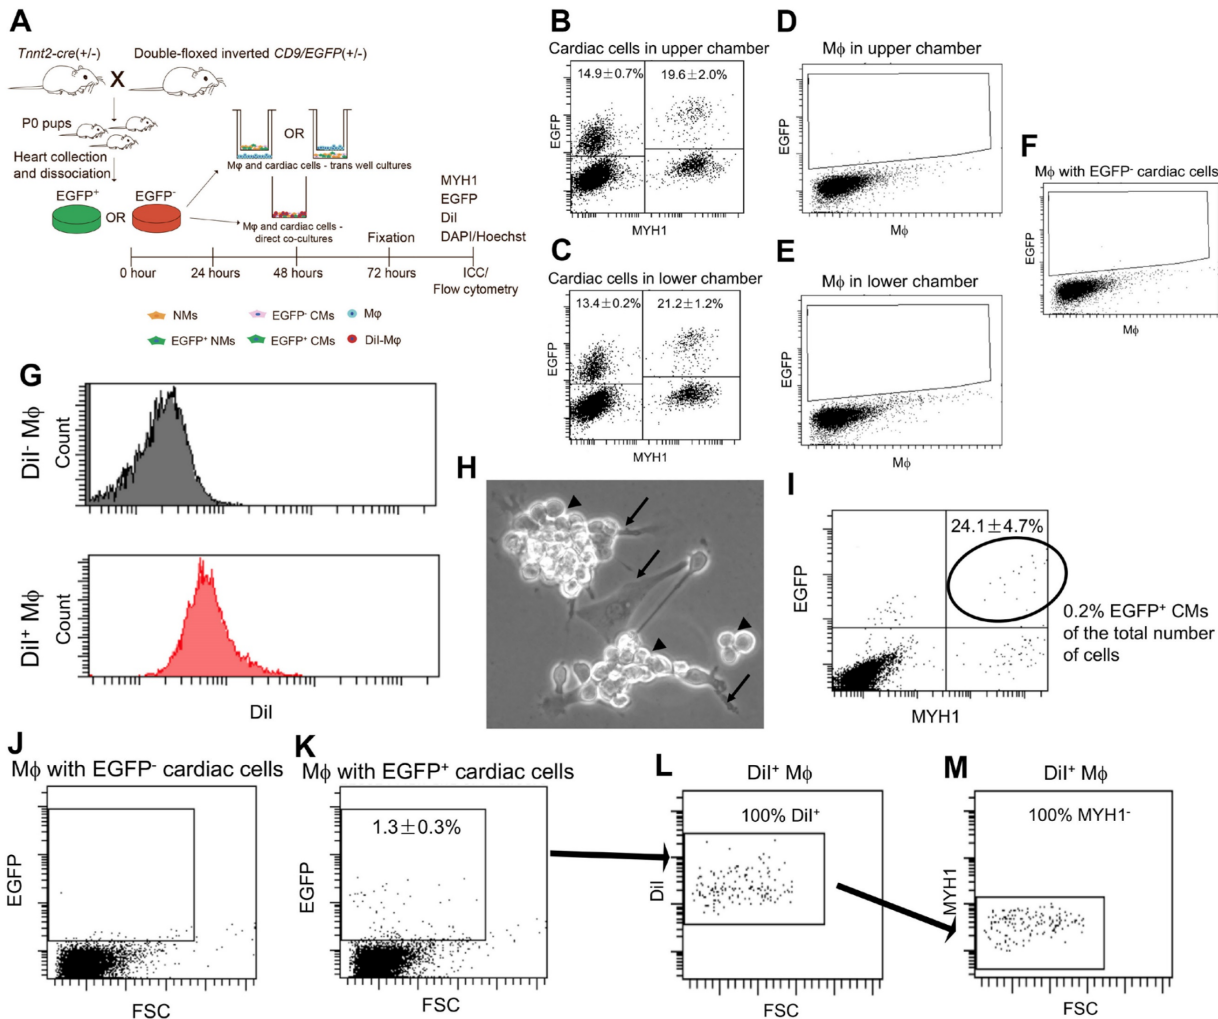 A
Tnnt2-cre(+/-)
Double-floxed inverted CD9/EGFP(+/-)
X
P0 pups
Heart collection
and dissociation
EGFP⁺
OR
EGFP⁻
OR
Mφ and cardiac cells - trans well cultures
Mφ and cardiac cells -
direct co-cultures
MYH1
EGFP
DiI
DAPI/Hoechst
Fixation
0 hour
24 hours
48 hours
72 hours
ICC/
Flow cytometry
NMs
EGFP⁻ CMs
Mφ
EGFP⁺ NMs
EGFP⁺ CMs
DiI-Mφ
B
Cardiac cells in upper chamber
14.9±0.7%
19.6±2.0%
EGFP
MYH1
C
Cardiac cells in lower chamber
13.4±0.2%
21.2±1.2%
EGFP
MYH1
D
Mφ in upper chamber
EGFP
Mφ
E
Mφ in lower chamber
EGFP
Mφ
F
Mφ with EGFP⁻ cardiac cells
EGFP
Mφ
G
DiI⁻ Mφ
Count
DiI⁺ Mφ
Count
DiI
H
I
24.1±4.7%
EGFP
MYH1
0.2% EGFP⁺ CMs
of the total number
of cells
J
Mφ with EGFP⁻ cardiac cells
EGFP
FSC
K
Mφ with EGFP⁺ cardiac cells
1.3±0.3%
EGFP
FSC
L
DiI⁺ Mφ
100% DiI⁺
DiI
FSC
M
DiI⁺ Mφ
100% MYH1⁻
MYH1
FSC